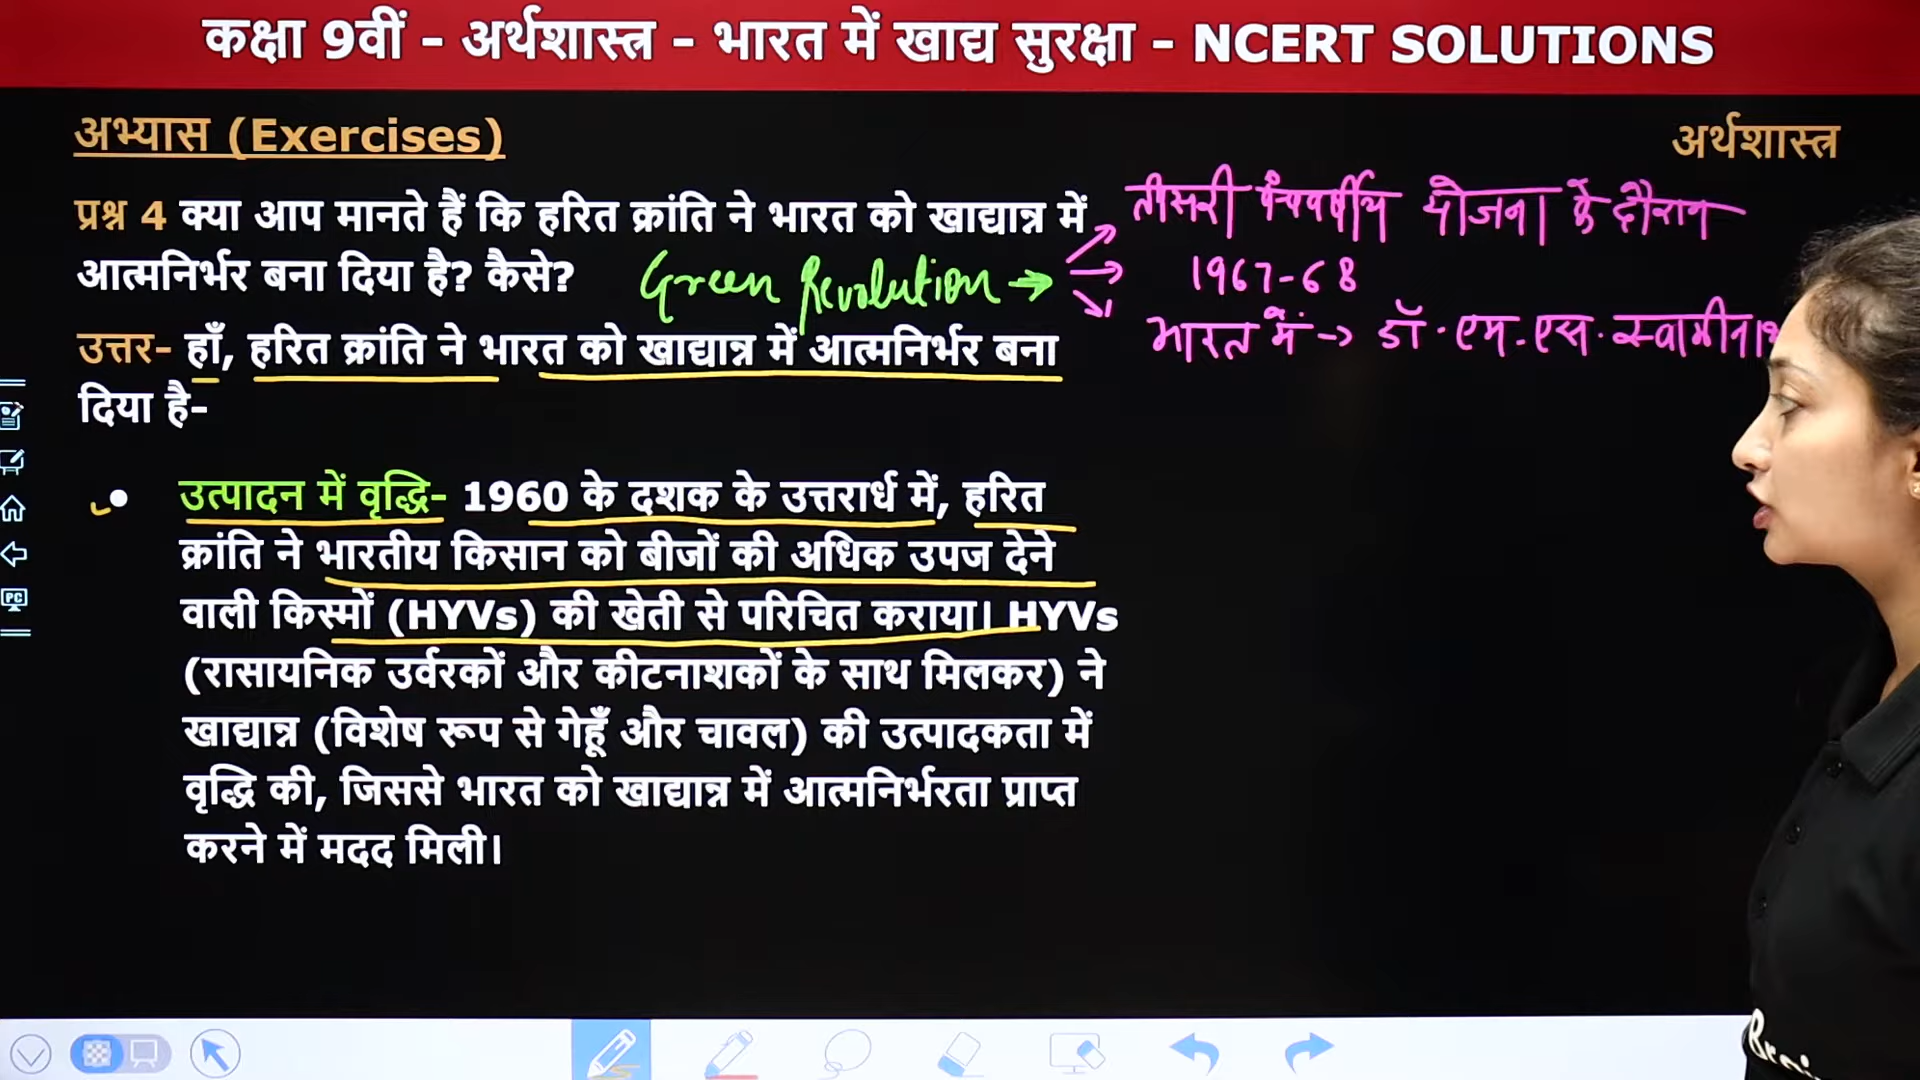 कक्षा 9वीं - अर्थशास्त्र - भारत में खाद्य सुरक्षा - NCERT SOLUTIONS
अभ्यास (Exercises)
अर्थशास्त्र
प्रश्न 4 क्या आप मानते हैं कि हरित क्रांति ने भारत को खाद्यान्न में
आत्मनिर्भर बना दिया है? कैसे?
Green Revolution →
तीसरी पंचवर्षीय योजना के दौरान
1967-68
भारत में → डॉ. एम. एस. स्वामीनाथ
उत्तर- हाँ, हरित क्रांति ने भारत को खाद्यान्न में आत्मनिर्भर बना
दिया है-
उत्पादन में वृद्धि- 1960 के दशक के उत्तरार्ध में, हरित
क्रांति ने भारतीय किसान को बीजों की अधिक उपज देने
वाली किस्मों (HYVs) की खेती से परिचित कराया। HYVs
(रासायनिक उर्वरकों और कीटनाशकों के साथ मिलकर) ने
खाद्यान्न (विशेष रूप से गेहूँ और चावल) की उत्पादकता में
वृद्धि की, जिससे भारत को खाद्यान्न में आत्मनिर्भरता प्राप्त
करने में मदद मिली।
PC